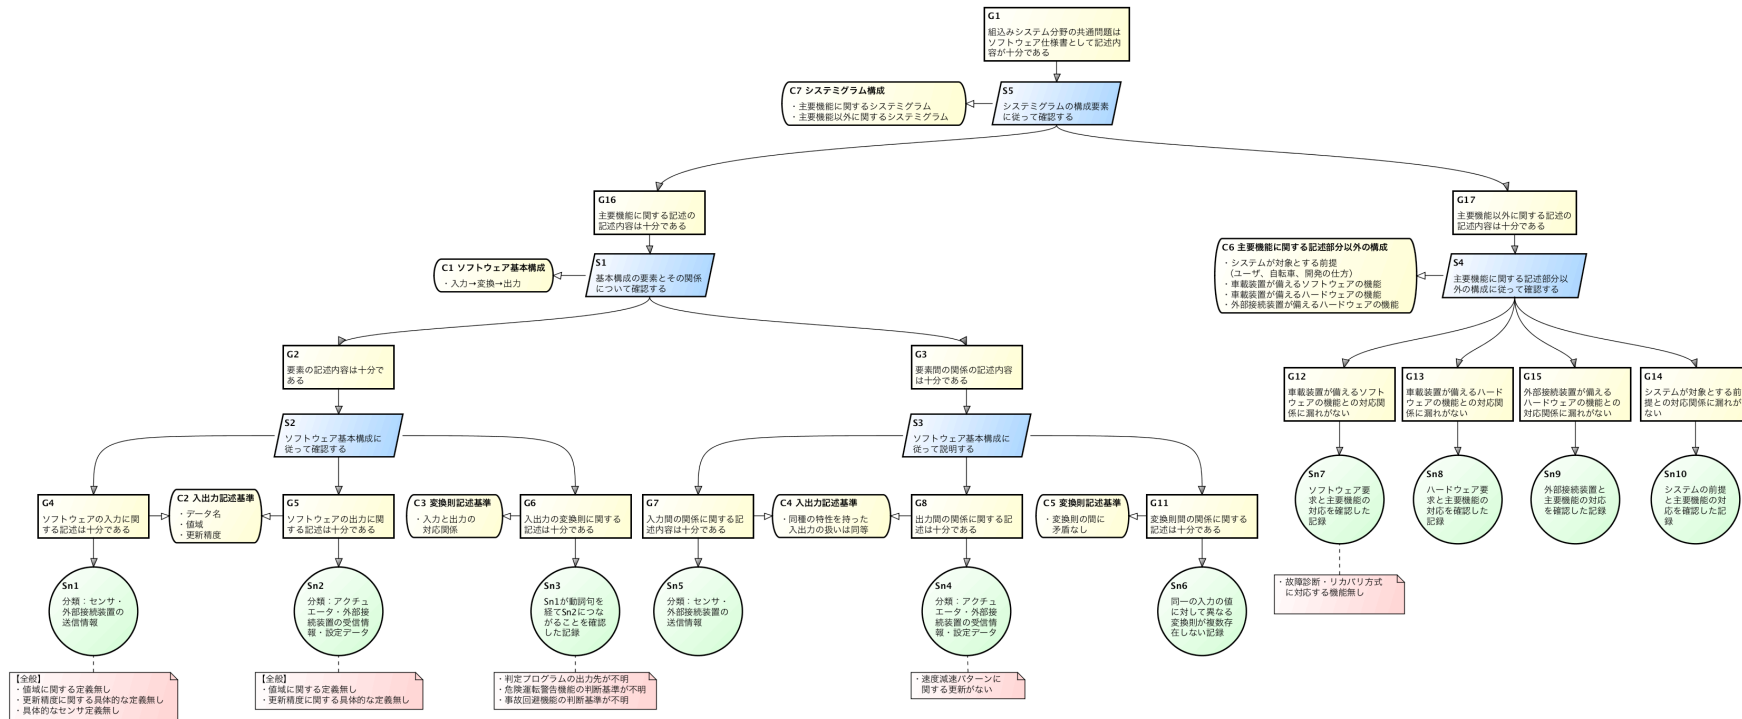 G1
組込みシステム分野の共通問題は
ソフトウェア仕様書として記述内
容が十分である
C7 システミグラム構成
・主要機能に関するシステミグラム
・主要機能以外に関するシステミグラム
S5
システミグラムの構成要素
に従って確認する
G16
主要機能に関する記述の
記述内容は十分である
G17
主要機能以外に関する記述の
記述内容は十分である
C1 ソフトウェア基本構成
・入力→変換→出力
S1
基本構成の要素とその関係
について確認する
C6 主要機能に関する記述部分以外の構成
・システムが対象とする前提
（ユーザ、自転車、開発の仕方）
・車載装置が備えるソフトウェアの機能
・車載装置が備えるハードウェアの機能
・外部接続装置が備えるハードウェアの機能
S4
主要機能に関する記述部分以
外の構成に従って確認する
G2
要素の記述内容は十分で
ある
G3
要素間の関係の記述内容
は十分である
G12
車載装置が備えるソフト
ウェアの機能との対応関
係に漏れがない
G13
車載装置が備えるハード
ウェアの機能との対応関
係に漏れがない
G15
外部接続装置が備える
ハードウェアの機能との
対応関係に漏れがない
G14
システムが対象とする前
提との対応関係に漏れが
ない
S2
ソフトウェア基本構成に
従って確認する
S3
ソフトウェア基本構成に
従って説明する
Sn7
ソフトウェア要
求と主要機能の
対応を確認した
記録
Sn8
ハードウェア要
求と主要機能の
対応を確認した
記録
Sn9
外部接続装置と
主要機能の対応
を確認した記録
Sn10
システムの前提
と主要機能の対
応を確認した記
録
G4
ソフトウェアの入力に関
する記述は十分である
C2 入出力記述基準
・データ名
・値域
・更新精度
G5
ソフトウェアの出力に関
する記述は十分である
C3 変換則記述基準
・入力と出力の
対応関係
G6
入出力の変換則に関する
記述は十分である
G7
入力間の関係に関する記
述内容は十分である
C4 入出力記述基準
・同種の特性を持った
入出力の扱いは同等
G8
出力間の関係に関する記
述は十分である
C5 変換則記述基準
・変換則の間に
矛盾なし
G11
変換則間の関係に関する
記述は十分である
Sn1
分類：センサ・
外部接続装置の
送信情報
Sn2
分類：アクチュ
エータ・外部接
続装置の受信情
報・設定データ
Sn3
Sn1が動詞句を
経てSn2につな
がることを確認
した記録
Sn5
分類：センサ・
外部接続装置の
送信情報
Sn4
分類：アクチュ
エータ・外部接
続装置の受信情
報・設定データ
Sn6
同一の入力の値
に対して異なる
変換則が複数存
在しない記録
・故障診断・リカバリ方式
に対応する機能無し
【全般】
・値域に関する定義無し
・更新精度に関する具体的な定義無し
・具体的なセンサ定義無し
【全般】
・値域に関する定義無し
・更新精度に関する具体的な定義無し
・判定プログラムの出力先が不明
・危険運転警告機能の判断基準が不明
・事故回避機能の判断基準が不明
・速度減速パターンに
関する更新がない